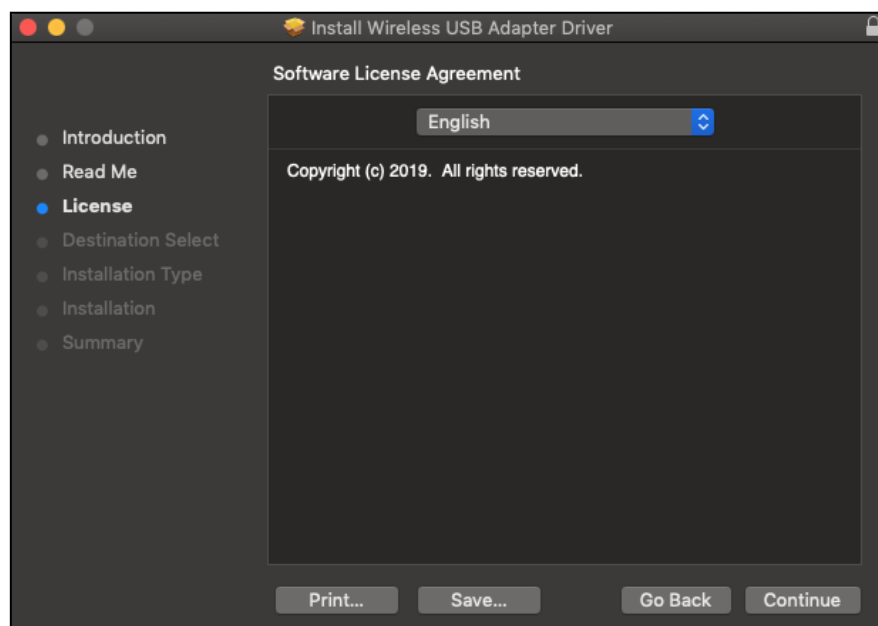 Install Wireless USB Adapter Driver
Software License Agreement
Introduction
Read Me
License
Destination Select
Installation Type
Installation
Summary
English
Copyright (c) 2019. All rights reserved.
Print...
Save...
Go Back
Continue